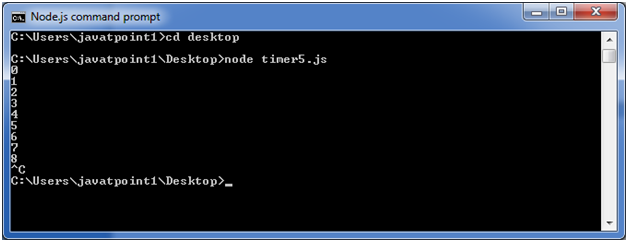 Node.js command prompt
C:\Users\javatpoint1>cd desktop
C:\Users\javatpoint1\Desktop>node timer5.js
0
1
2
3
4
5
6
7
8
^C
C:\Users\javatpoint1\Desktop>_